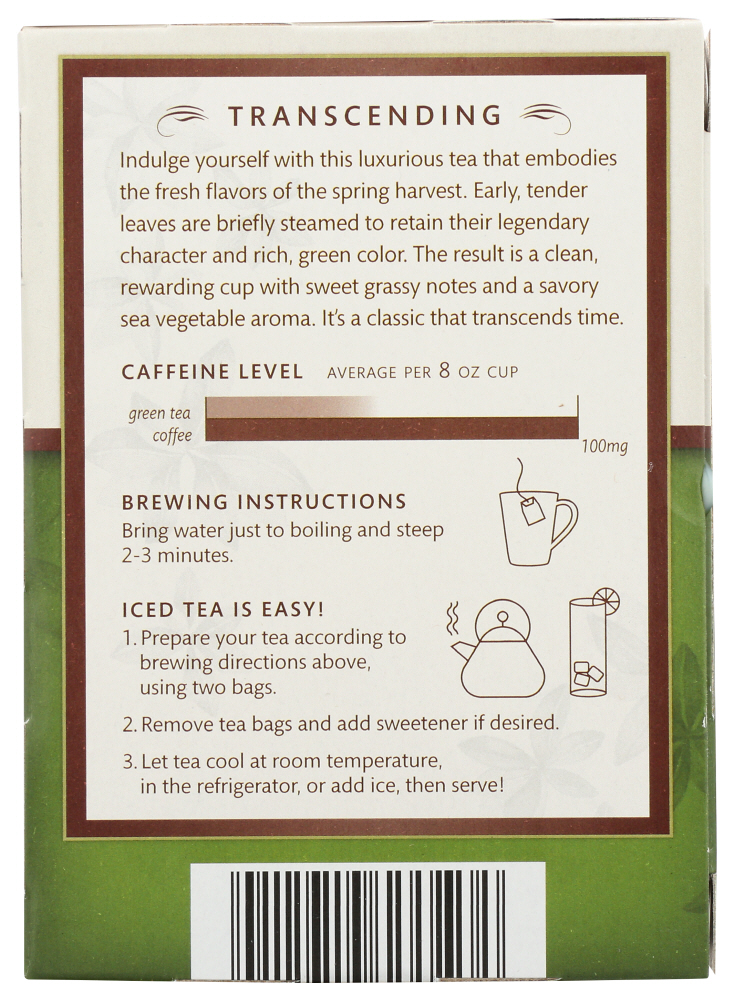 TRANSCENDING
Indulge yourself with this luxurious tea that embodies
the fresh flavors of the spring harvest. Early, tender
leaves are briefly steamed to retain their legendary
character and rich, green color. The result is a clean,
rewarding cup with sweet grassy notes and a savory
sea vegetable aroma. It's a classic that transcends time.
CAFFEINE LEVEL AVERAGE PER 8 OZ CUP
green tea
coffee
100mg
BREWING INSTRUCTIONS
Bring water just to boiling and steep
2-3 minutes.
ICED TEA IS EASY!
1. Prepare your tea according to
brewing directions above,
using two bags.
2. Remove tea bags and add sweetener if desired.
3. Let tea cool at room temperature,
in the refrigerator, or add ice, then serve!